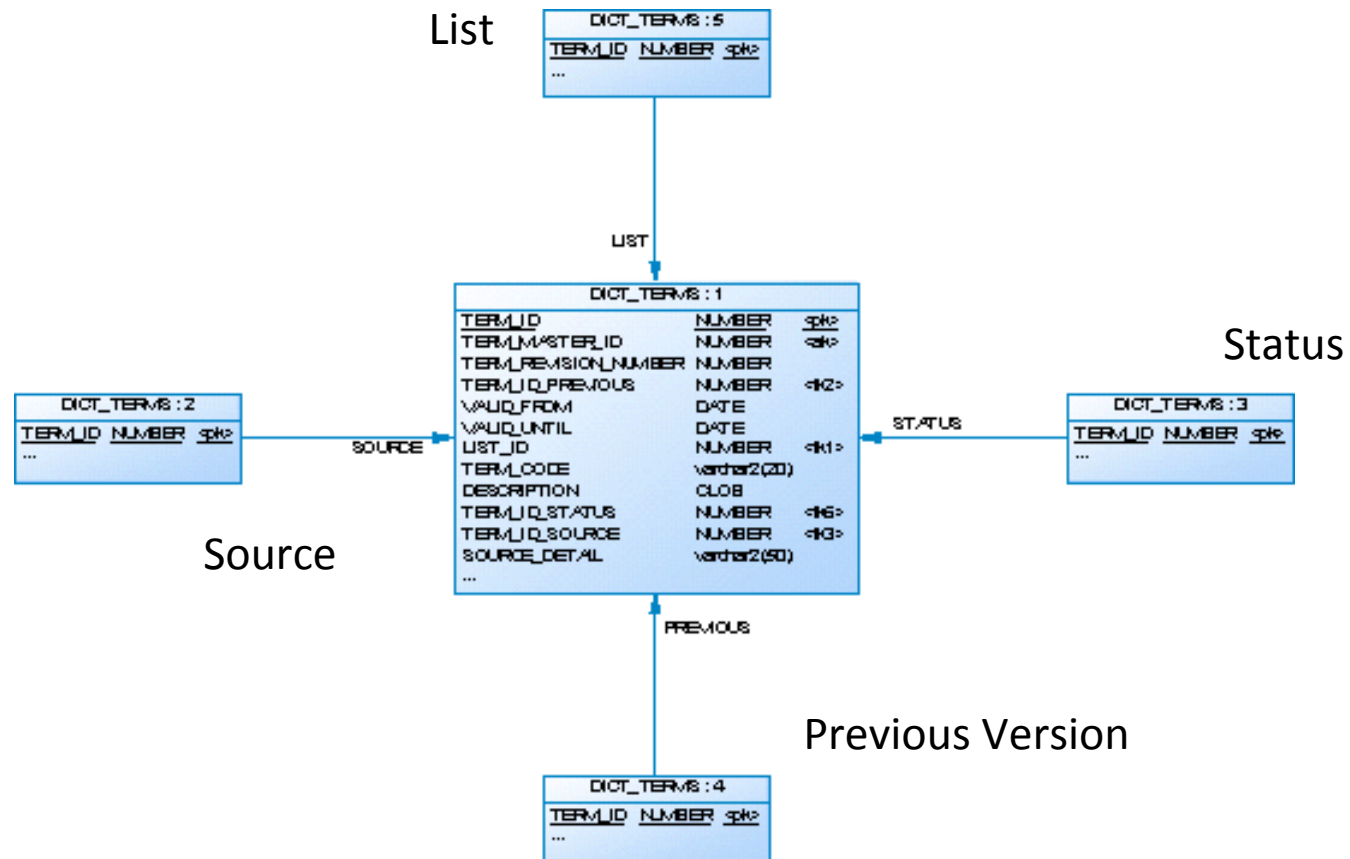 List
DICT_TERMS : 5
TERM_ID NUMBER <pk>
...
LIST
DICT_TERMS : 1
TERM_ID NUMBER <pk>
TERM_MASTER_ID NUMBER <ak>
TERM_REVISION_NUMBER NUMBER
TERM_ID_PREVIOUS NUMBER <fk2>
VALID_FROM DATE
VALID_UNTIL DATE
LIST_ID NUMBER <fk1>
TERM_CODE varchar2(20)
DESCRIPTION CLOB
TERM_ID_STATUS NUMBER <fk6>
TERM_ID_SOURCE NUMBER <fk3>
SOURCE_DETAIL varchar2(50)
...
DICT_TERMS : 2
TERM_ID NUMBER <pk>
...
SOURCE
Source
Status
DICT_TERMS : 3
TERM_ID NUMBER <pk>
...
STATUS
PREVIOUS
Previous Version
DICT_TERMS : 4
TERM_ID NUMBER <pk>
...